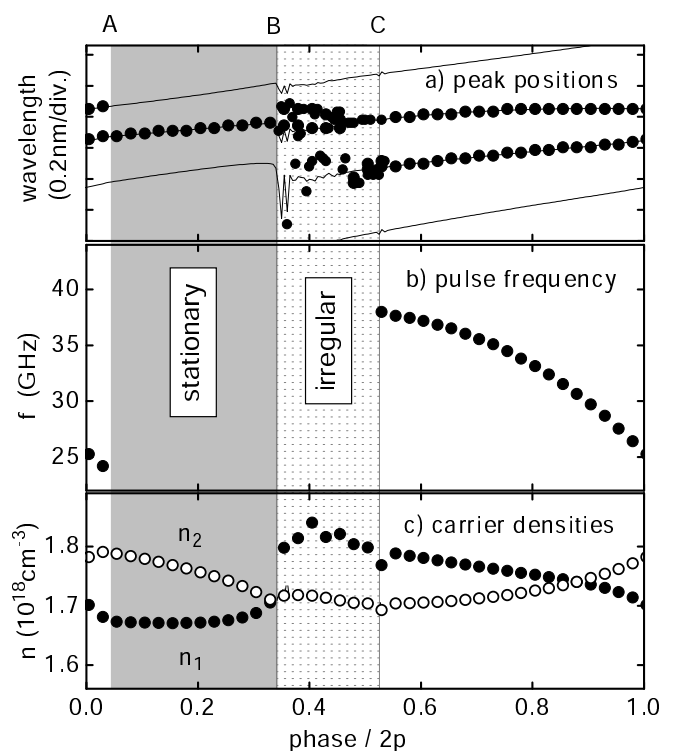 A B C
a) peak positions
wavelength
(0.2nm/div.)
b) pulse frequency
40
35
30
25
f (GHz)
stationary
irregular
c) carrier densities
n₂
n₁
1.8
1.7
1.6
n (10¹⁸cm⁻³)
0.0 0.2 0.4 0.6 0.8 1.0
phase / 2p